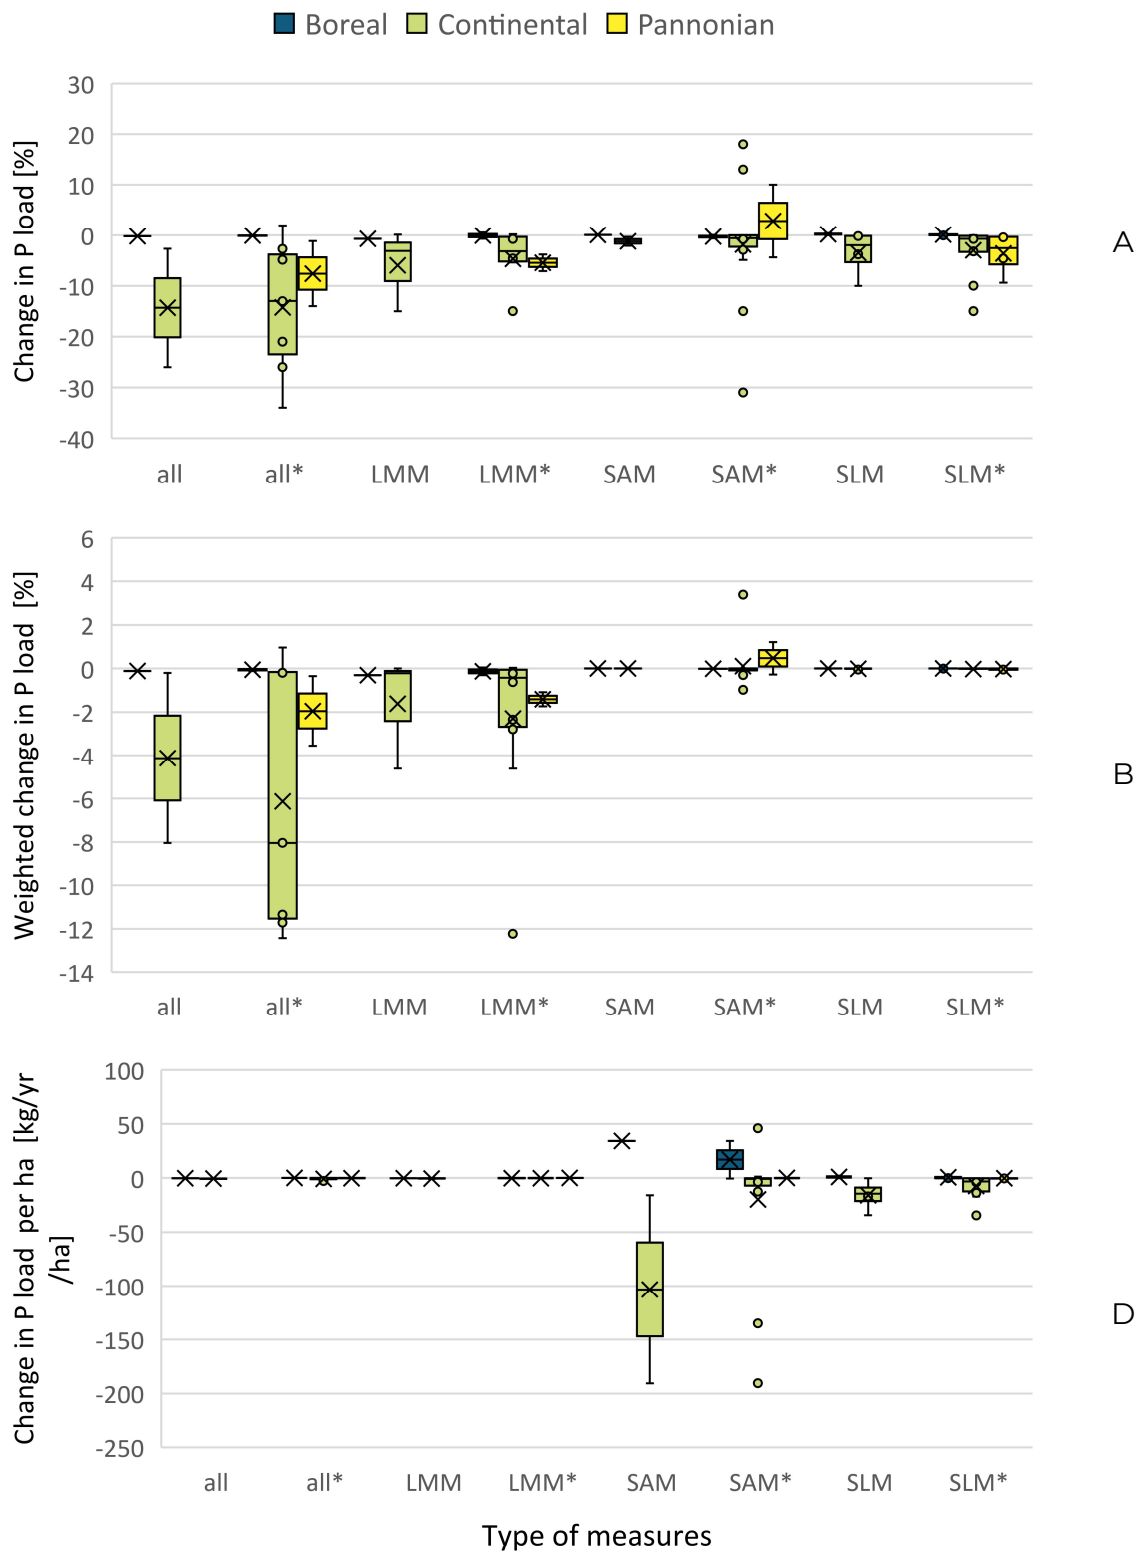 Boreal Continental Pannonian
Change in P load [%]
30
20
10
0
-10
-20
-30
-40
A
all all* LMM LMM* SAM SAM* SLM SLM*
Weighted change in P load [%]
6
4
2
0
-2
-4
-6
-8
-10
-12
-14
B
all all* LMM LMM* SAM SAM* SLM SLM*
Change in P load per ha [kg/yr
/ha]
100
50
0
-50
-100
-150
-200
-250
D
all all* LMM LMM* SAM SAM* SLM SLM*
Type of measures